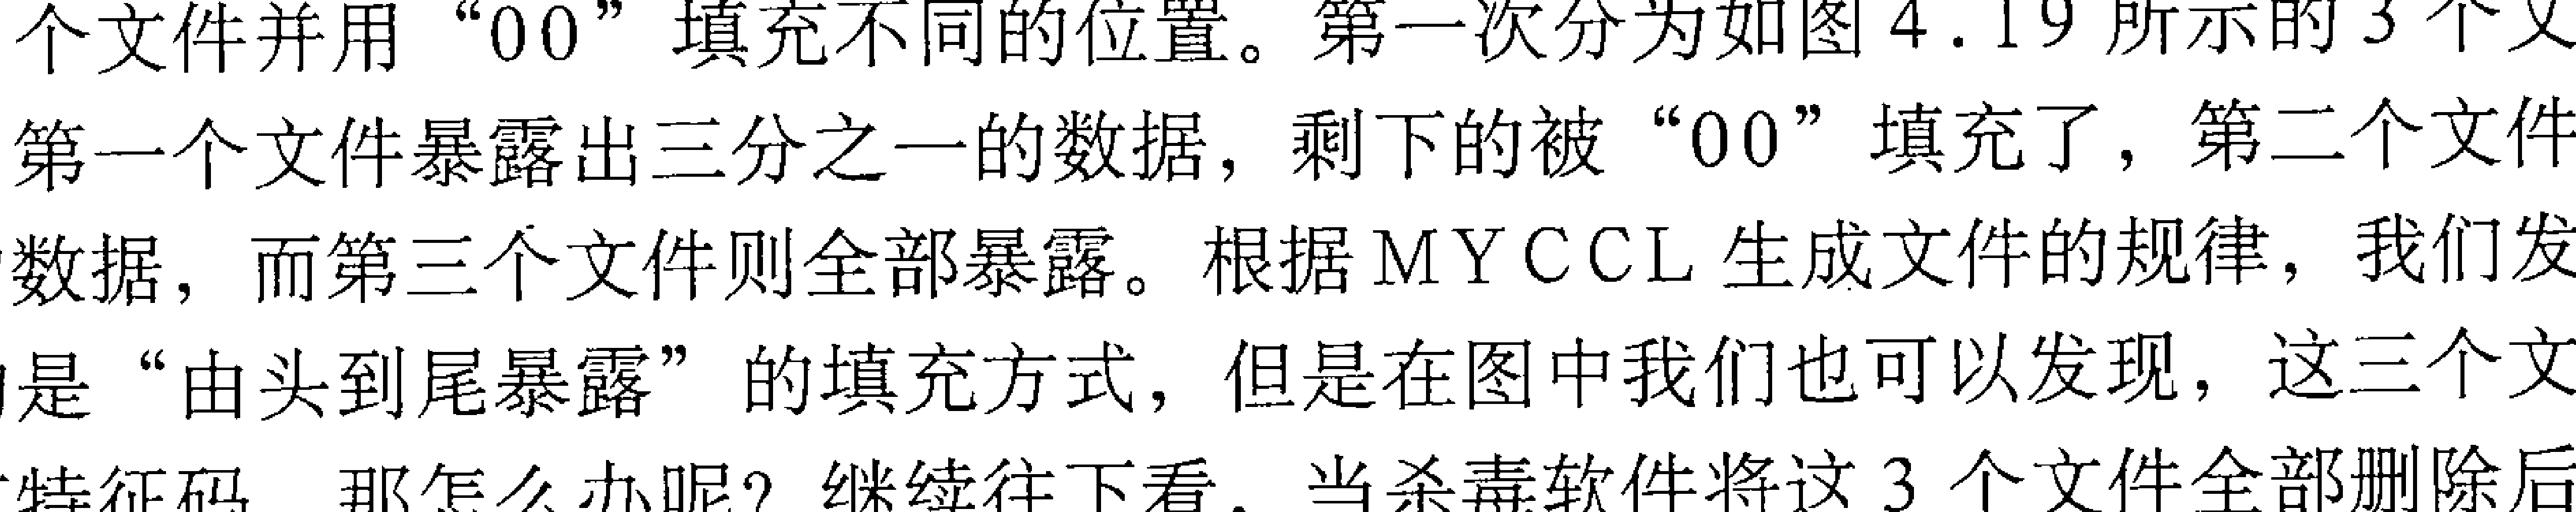 个文件并用“00”填充不同的位置。第一次分为如图4.19所示的3个文
第一个文件暴露出三分之一的数据，剩下的被“00”填充了，第二个文件
数据，而第三个文件则全部暴露。根据MYCCL生成文件的规律，我们发
是“由头到尾暴露”的填充方式，但是在图中我们也可以发现，这三个文
特征码，那怎么办呢？继续往下看，当杀毒软件将这3个文件全部删除后